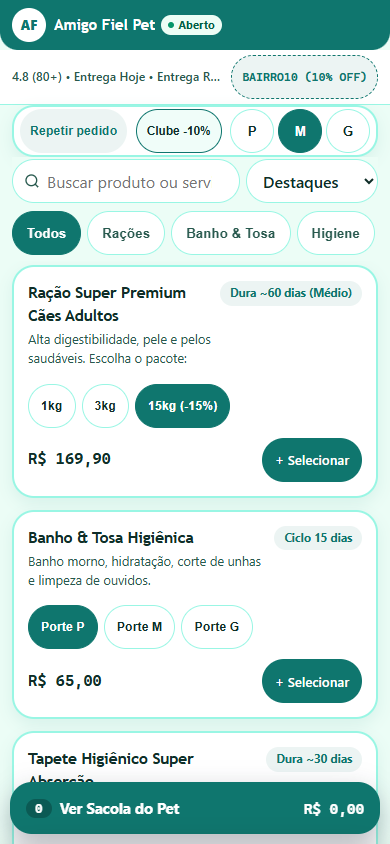 AF Amigo Fiel Pet Aberto
4.8 (80+) • Entrega Hoje • Entrega R... BAIRRO10 (10% OFF)
Repetir pedido Clube -10% P M G
Buscar produto ou serv Destaques
Todos Rações Banho & Tosa Higiene
Ração Super Premium Dura ~60 dias (Médio)
Cães Adultos
Alta digestibilidade, pele e pelos
saudáveis. Escolha o pacote:
1kg 3kg 15kg (-15%)
R$ 169,90 + Selecionar
Banho & Tosa Higiênica Ciclo 15 dias
Banho morno, hidratação, corte de unhas
e limpeza de ouvidos.
Porte P Porte M Porte G
R$ 65,00 + Selecionar
Tapete Higiênico Super Dura ~30 dias
Absorção
0 Ver Sacola do Pet R$ 0,00